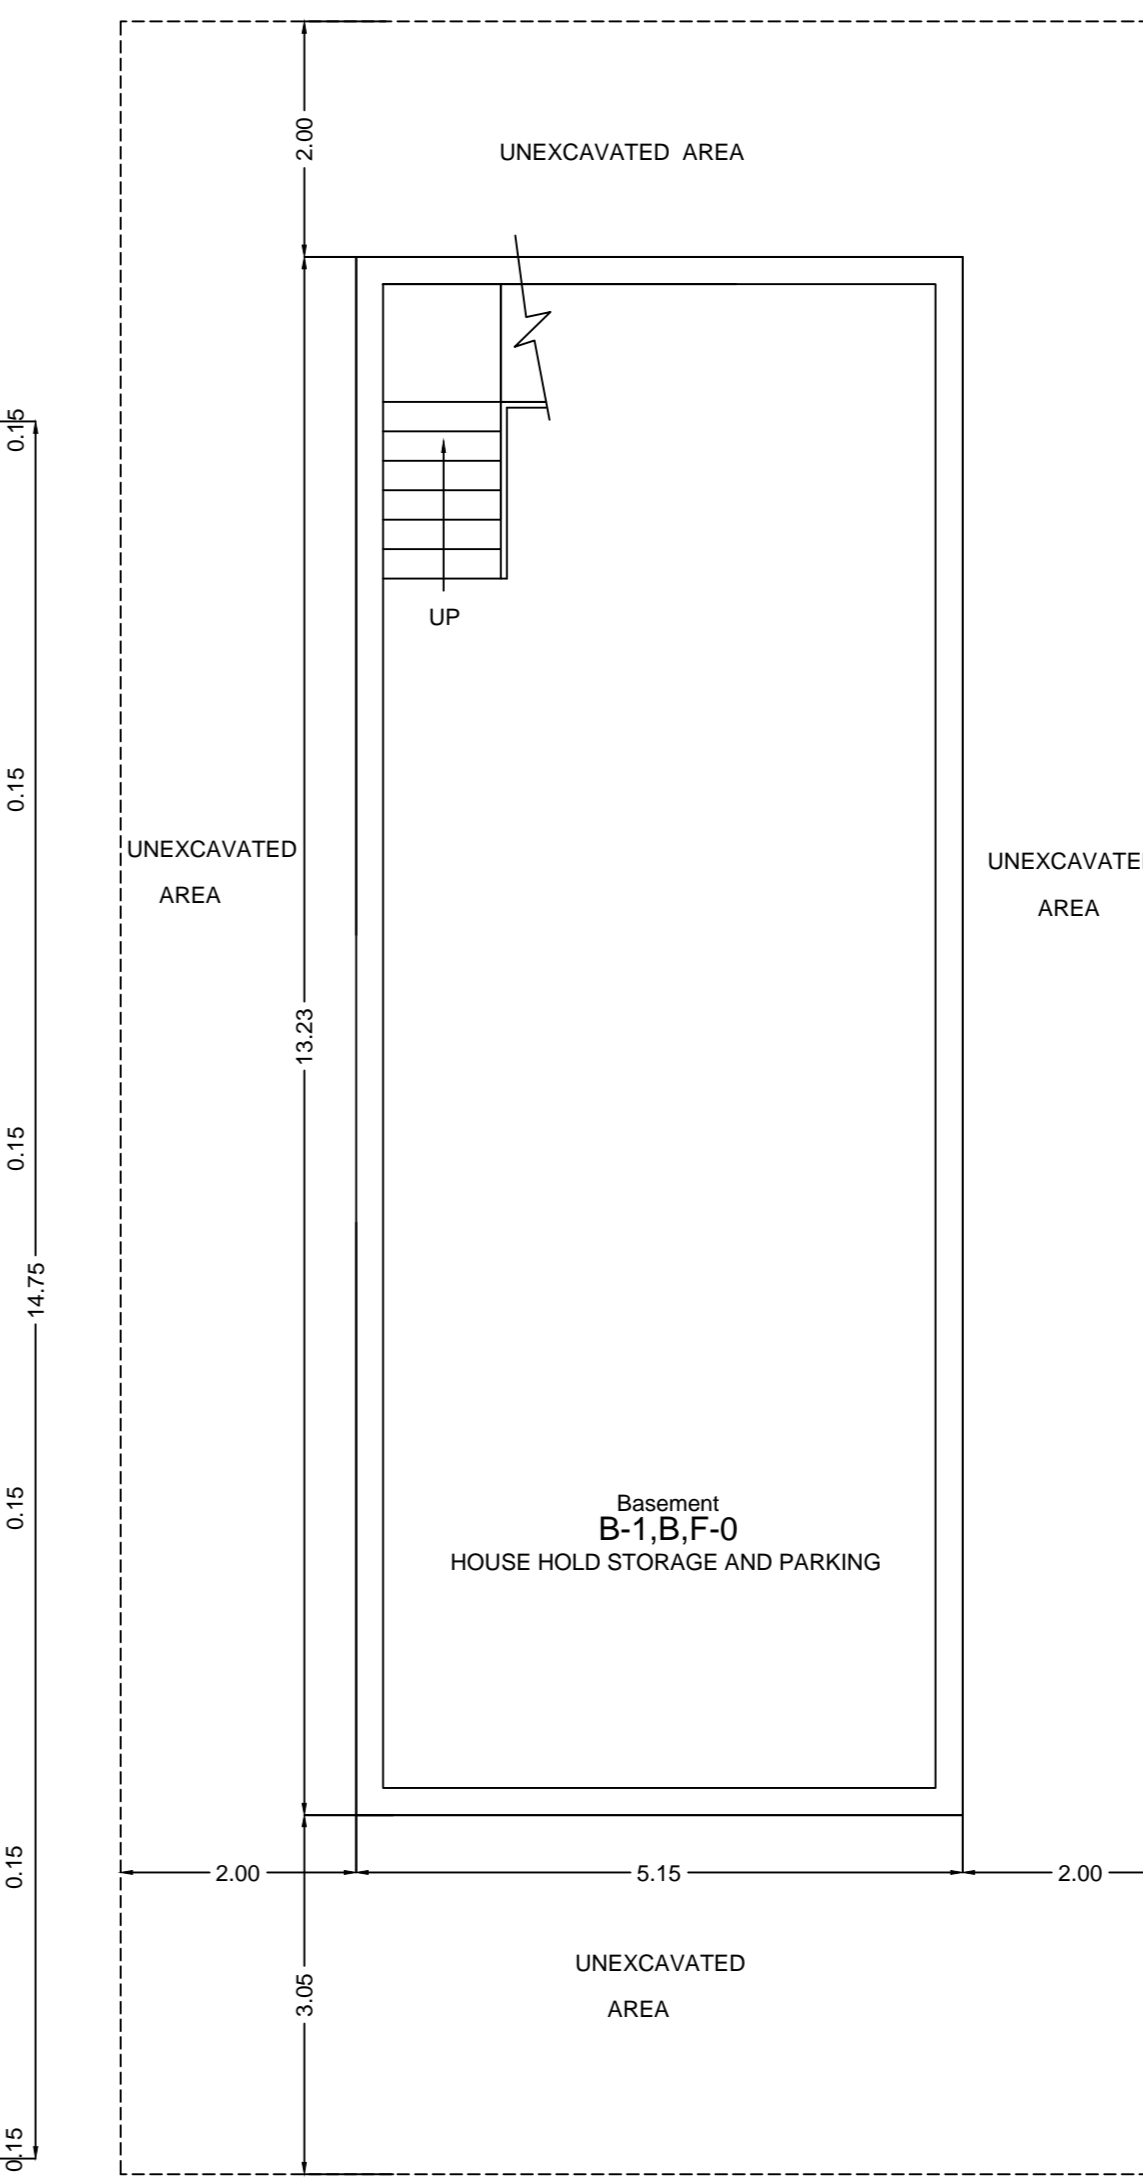 2.00
UNEXCAVATED AREA
0.15
UP
0.15
UNEXCAVATED
AREA
UNEXCAVATE
AREA
13.23
0.15
14.75
0.15
Basement
B-1,B,F-0
HOUSE HOLD STORAGE AND PARKING
0.15
2.00
5.15
2.00
3.05
UNEXCAVATED
AREA
0.15